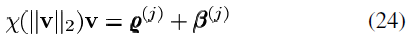 χ(‖v‖₂)v = ϱ⁽ʲ⁾ + β⁽ʲ⁾ (24)